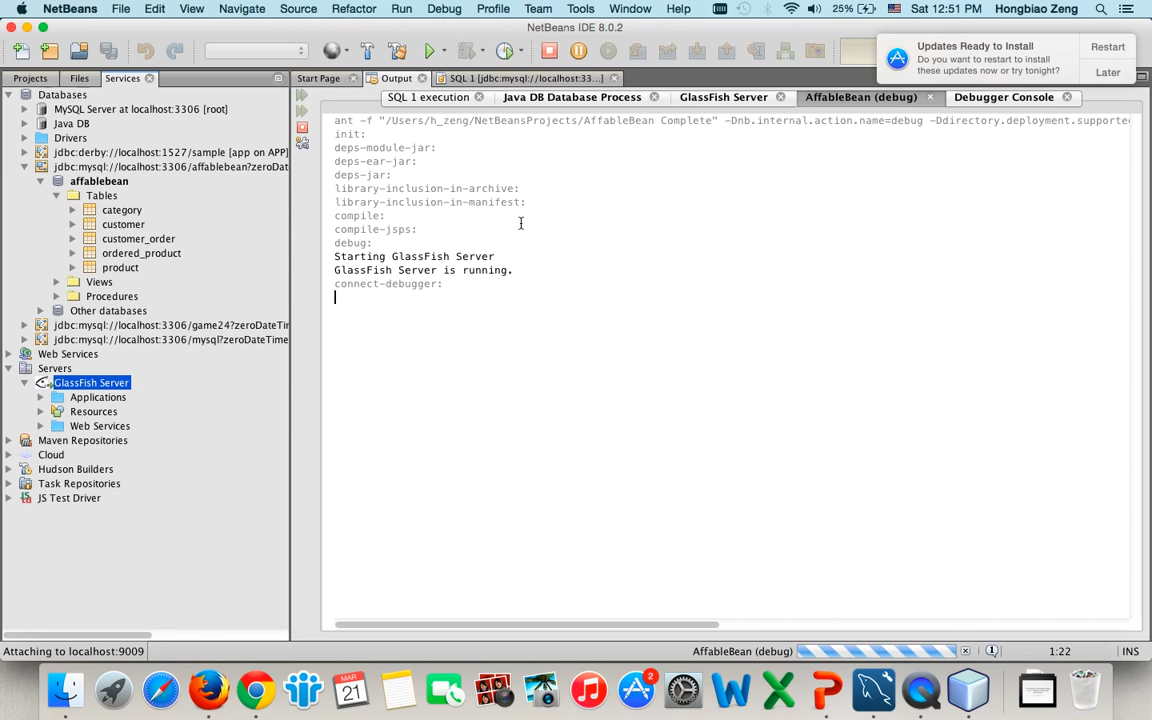 NetBeans File Edit View Navigate Source Refactor Run Debug Profile Team Tools Window Help 25% Sat 12:51 PM Hongbiao Zeng
NetBeans IDE 8.0.2
Updates Ready to Install
Do you want to restart to install
these updates now or try tonight?
Restart
Later
Projects Files Services
Start Page Output SQL 1 [jdbc:mysql://localhost:33...]
SQL 1 execution Java DB Database Process GlassFish Server AffableBean (debug) Debugger Console
Databases
MySQL Server at localhost:3306 [root]
Java DB
Drivers
jdbc:derby://localhost:1527/sample [app on APP]
jdbc:mysql://localhost:3306/affablebean?zeroDat
affablebean
Tables
category
customer
customer_order
ordered_product
product
Views
Procedures
Other databases
jdbc:mysql://localhost:3306/game24?zeroDateTir
jdbc:mysql://localhost:3306/mysql?zeroDateTime
Web Services
Servers
GlassFish Server
Applications
Resources
Web Services
Maven Repositories
Cloud
Hudson Builders
Task Repositories
JS Test Driver
ant -f "/Users/h_zeng/NetBeansProjects/AffableBean Complete" -Dnb.internal.action.name=debug -Ddirectory.deployment.supported
init:
deps-module-jar:
deps-ear-jar:
deps-jar:
library-inclusion-in-archive:
library-inclusion-in-manifest:
compile:
compile-jsps:
debug:
Starting GlassFish Server
GlassFish Server is running.
connect-debugger:
Attaching to localhost:9009 AffableBean (debug) 1:22 INS
MAR
21
2